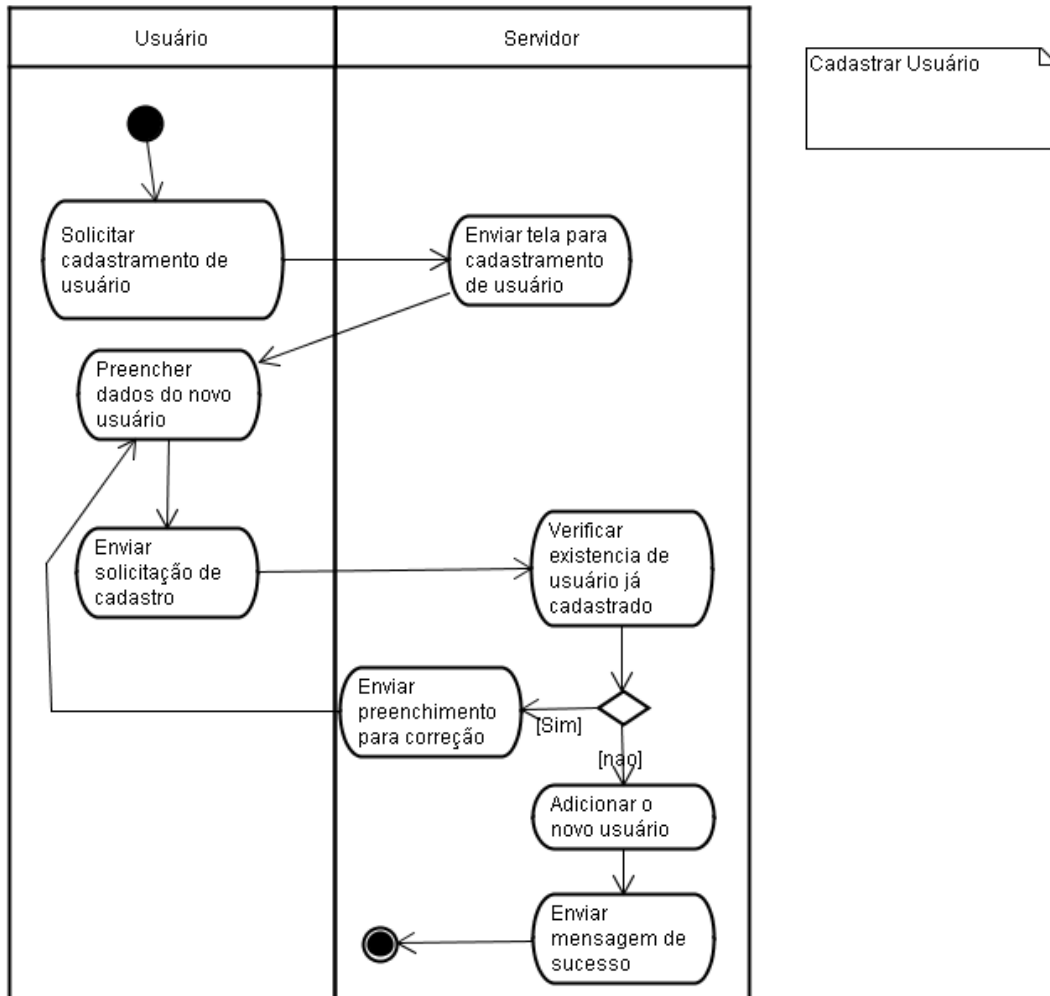 Usuário
Servidor
Cadastrar Usuário
Solicitar
cadastramento de
usuário
Enviar tela para
cadastramento
de usuário
Preencher
dados do novo
usuário
Enviar
solicitação de
cadastro
Verificar
existencia de
usuário já
cadastrado
Enviar
preenchimento
para correção
[Sim]
[nao]
Adicionar o
novo usuário
Enviar
mensagem de
sucesso